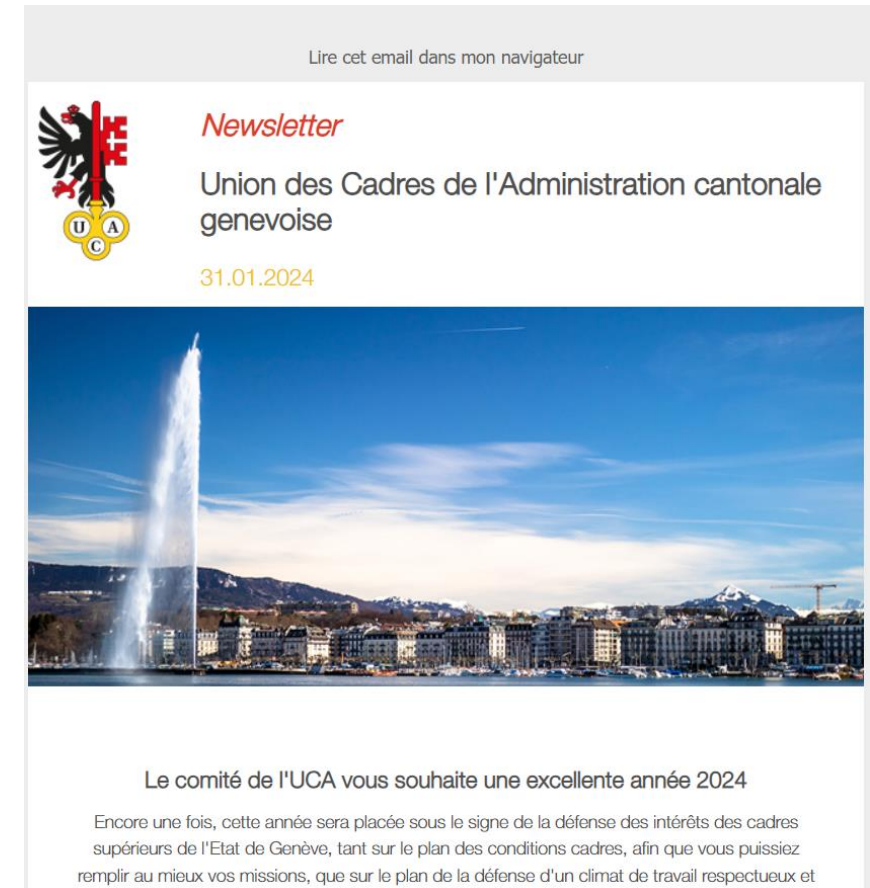 Lire cet email dans mon navigateur
Newsletter
Union des Cadres de l'Administration cantonale
genevoise
U A
C
31.01.2024
Le comité de l'UCA vous souhaite une excellente année 2024
Encore une fois, cette année sera placée sous le signe de la défense des intérêts des cadres
supérieurs de l'Etat de Genève, tant sur le plan des conditions cadres, afin que vous puissiez
remplir au mieux vos missions, que sur le plan de la défense d'un climat de travail respectueux et